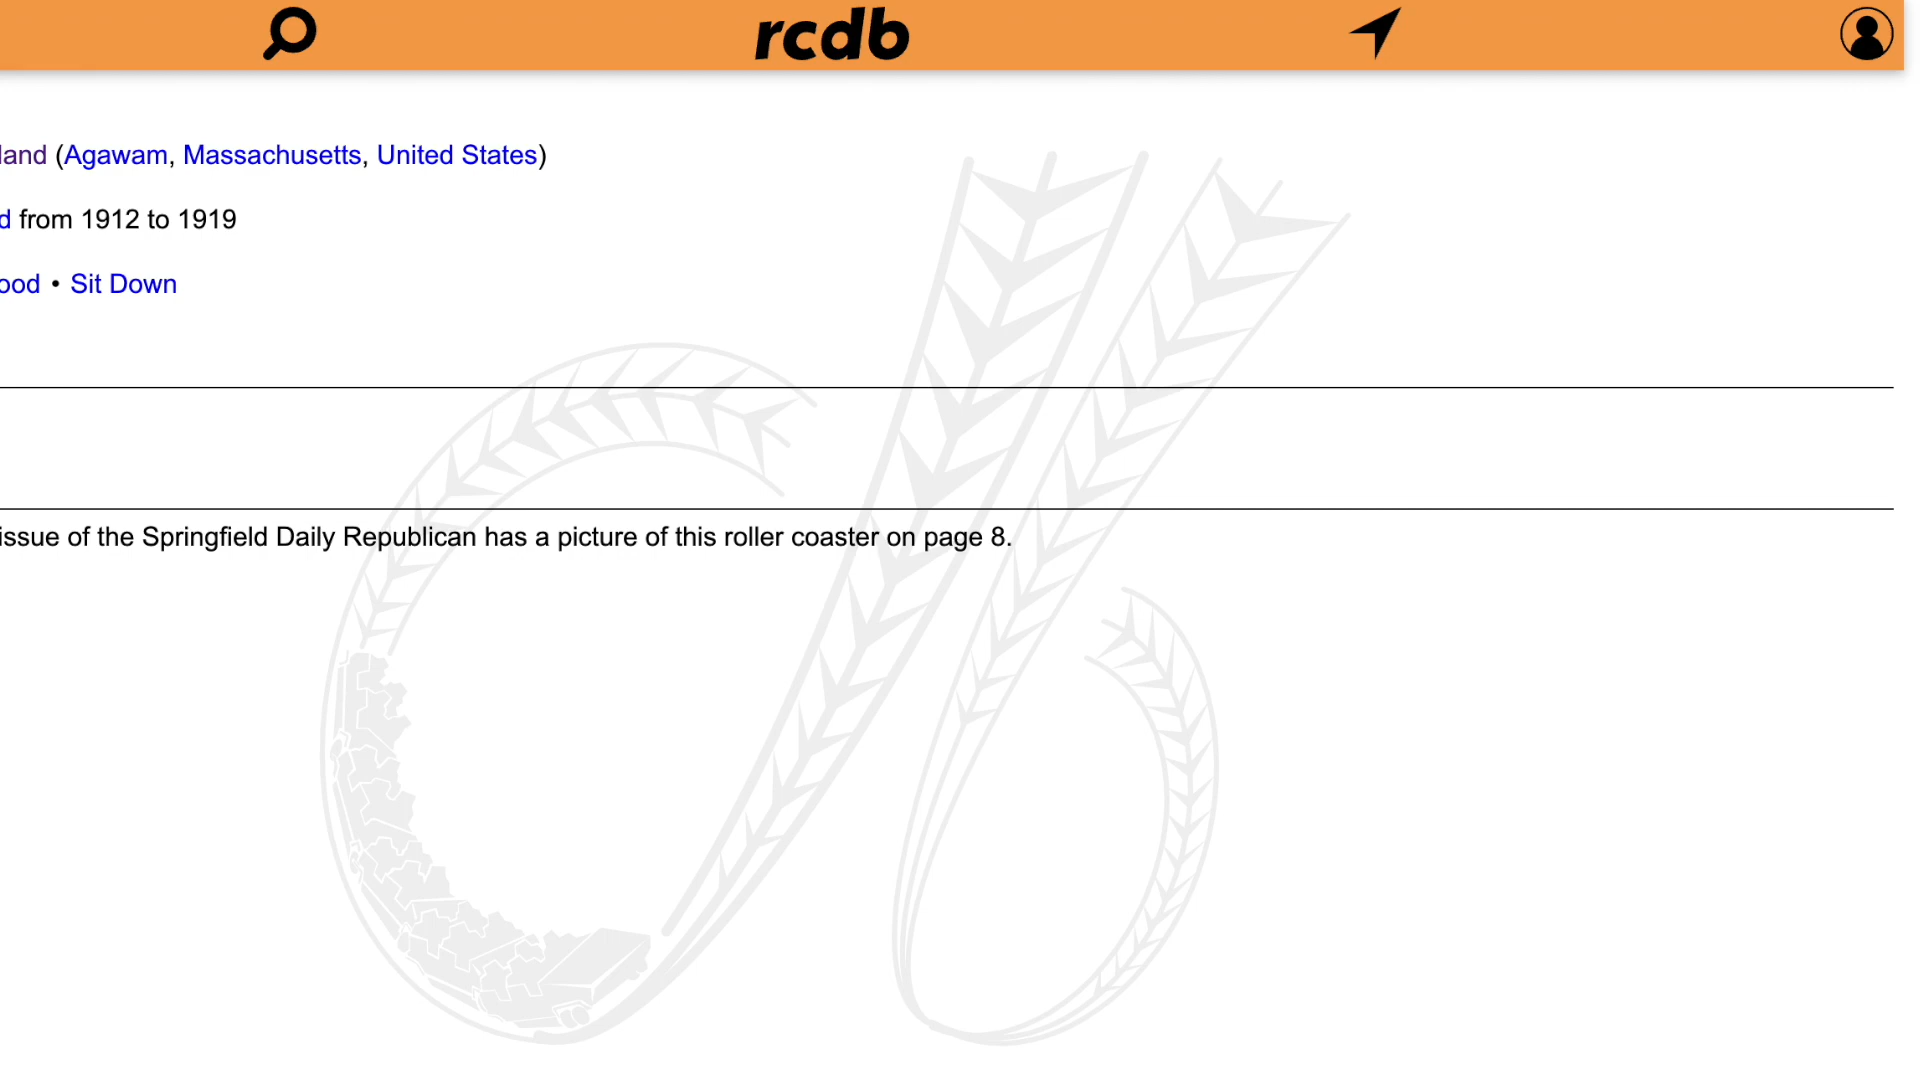 rcdb
land (Agawam, Massachusetts, United States)
d from 1912 to 1919
ood • Sit Down
issue of the Springfield Daily Republican has a picture of this roller coaster on page 8.